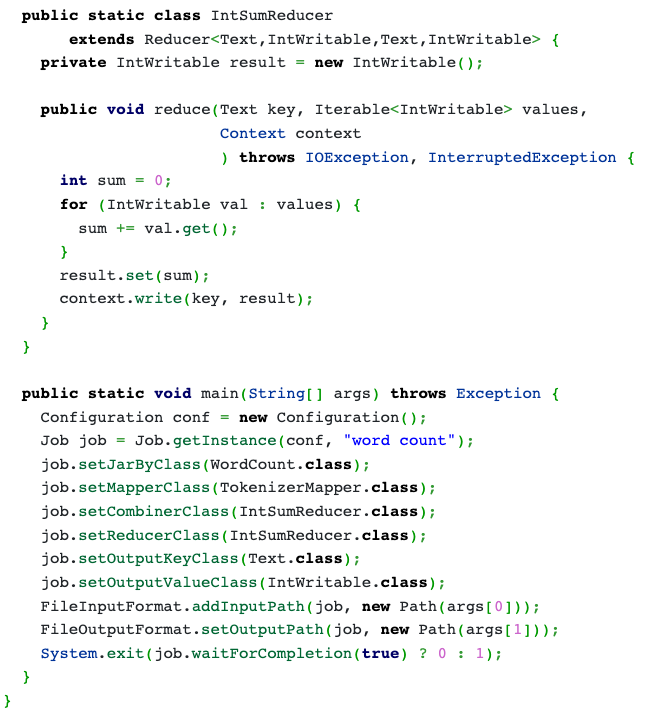 public static class IntSumReducer
extends Reducer<Text,IntWritable,Text,IntWritable> {
private IntWritable result = new IntWritable();
public void reduce(Text key, Iterable<IntWritable> values,
Context context
) throws IOException, InterruptedException {
int sum = 0;
for (IntWritable val : values) {
sum += val.get();
}
result.set(sum);
context.write(key, result);
}
}
public static void main(String[] args) throws Exception {
Configuration conf = new Configuration();
Job job = Job.getInstance(conf, "word count");
job.setJarByClass(WordCount.class);
job.setMapperClass(TokenizerMapper.class);
job.setCombinerClass(IntSumReducer.class);
job.setReducerClass(IntSumReducer.class);
job.setOutputKeyClass(Text.class);
job.setOutputValueClass(IntWritable.class);
FileInputFormat.addInputPath(job, new Path(args[0]));
FileOutputFormat.setOutputPath(job, new Path(args[1]));
System.exit(job.waitForCompletion(true) ? 0 : 1);
}
}